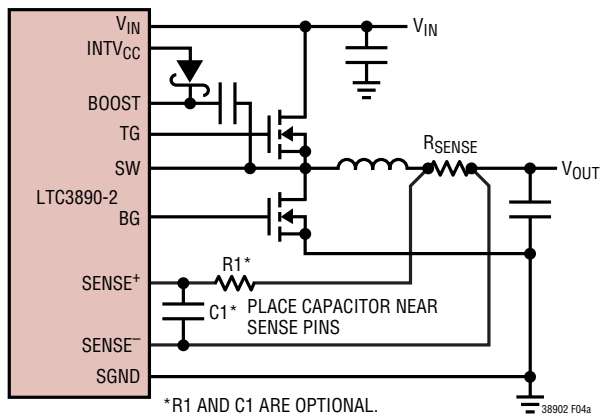 V_IN
V_IN
INTV_CC
BOOST
TG
R_SENSE
SW
V_OUT
LTC3890-2
BG
R1*
SENSE⁺
C1*
PLACE CAPACITOR NEAR
SENSE PINS
SENSE⁻
SGND
*R1 AND C1 ARE OPTIONAL.
38902 F04a